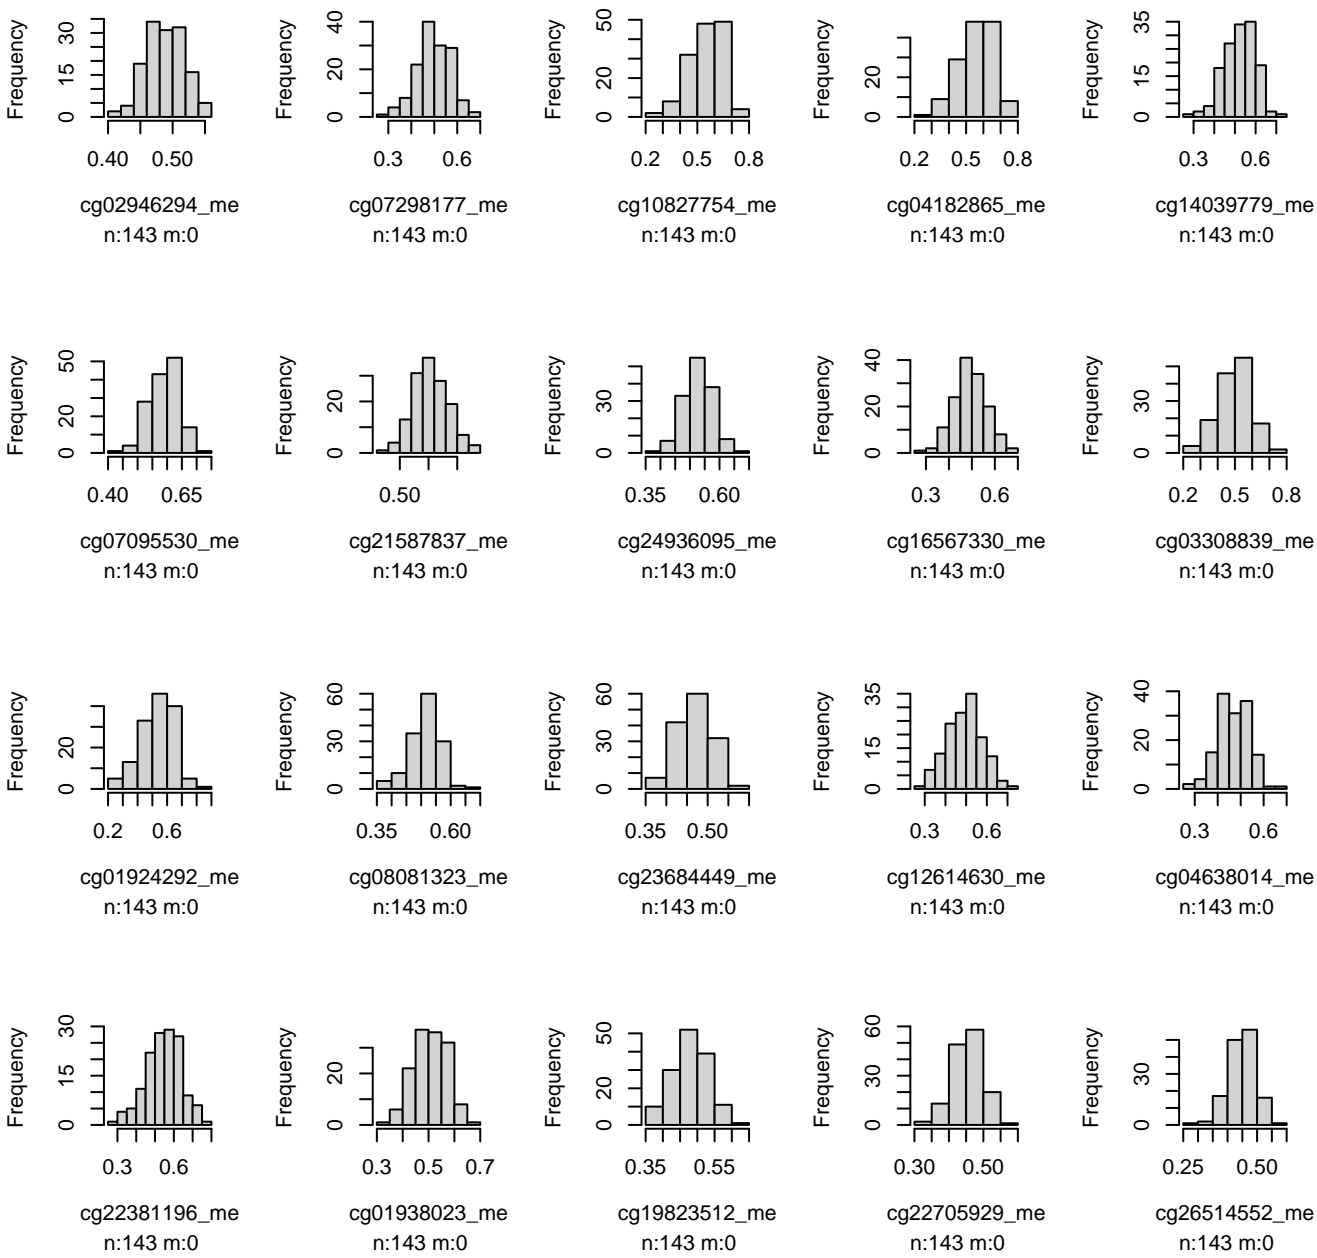 Frequency
0 15 30
0.40 0.50
cg02946294_me
n:143 m:0
Frequency
0 20 40
0.3 0.6
cg07298177_me
n:143 m:0
Frequency
0 20 50
0.2 0.5 0.8
cg10827754_me
n:143 m:0
Frequency
0 20
0.2 0.5 0.8
cg04182865_me
n:143 m:0
Frequency
0 15 35
0.3 0.6
cg14039779_me
n:143 m:0
Frequency
0 20 50
0.40 0.65
cg07095530_me
n:143 m:0
Frequency
0 20
0.50
cg21587837_me
n:143 m:0
Frequency
0 30
0.35 0.60
cg24936095_me
n:143 m:0
Frequency
0 20 40
0.3 0.6
cg16567330_me
n:143 m:0
Frequency
0 30
0.2 0.5 0.8
cg03308839_me
n:143 m:0
Frequency
0 20
0.2 0.6
cg01924292_me
n:143 m:0
Frequency
0 30 60
0.35 0.60
cg08081323_me
n:143 m:0
Frequency
0 30 60
0.35 0.50
cg23684449_me
n:143 m:0
Frequency
0 15 35
0.3 0.6
cg12614630_me
n:143 m:0
Frequency
0 20 40
0.3 0.6
cg04638014_me
n:143 m:0
Frequency
0 15 30
0.3 0.6
cg22381196_me
n:143 m:0
Frequency
0 20
0.3 0.5 0.7
cg01938023_me
n:143 m:0
Frequency
0 20 50
0.35 0.55
cg19823512_me
n:143 m:0
Frequency
0 30 60
0.30 0.50
cg22705929_me
n:143 m:0
Frequency
0 30
0.25 0.50
cg26514552_me
n:143 m:0